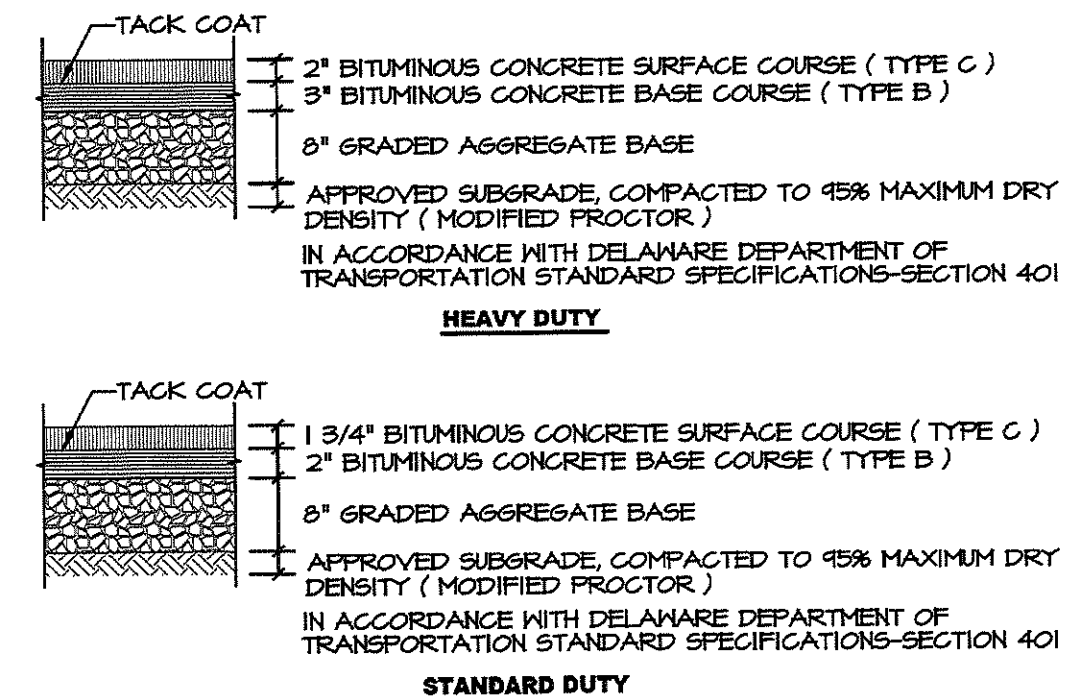 TACK COAT
2" BITUMINOUS CONCRETE SURFACE COURSE ( TYPE C )
3" BITUMINOUS CONCRETE BASE COURSE ( TYPE B )
8" GRADED AGGREGATE BASE
APPROVED SUBGRADE, COMPACTED TO 95% MAXIMUM DRY
DENSITY ( MODIFIED PROCTOR )
IN ACCORDANCE WITH DELAWARE DEPARTMENT OF
TRANSPORTATION STANDARD SPECIFICATIONS-SECTION 401
HEAVY DUTY
TACK COAT
1 3/4" BITUMINOUS CONCRETE SURFACE COURSE ( TYPE C )
2" BITUMINOUS CONCRETE BASE COURSE ( TYPE B )
8" GRADED AGGREGATE BASE
APPROVED SUBGRADE, COMPACTED TO 95% MAXIMUM DRY
DENSITY ( MODIFIED PROCTOR )
IN ACCORDANCE WITH DELAWARE DEPARTMENT OF
TRANSPORTATION STANDARD SPECIFICATIONS-SECTION 401
STANDARD DUTY